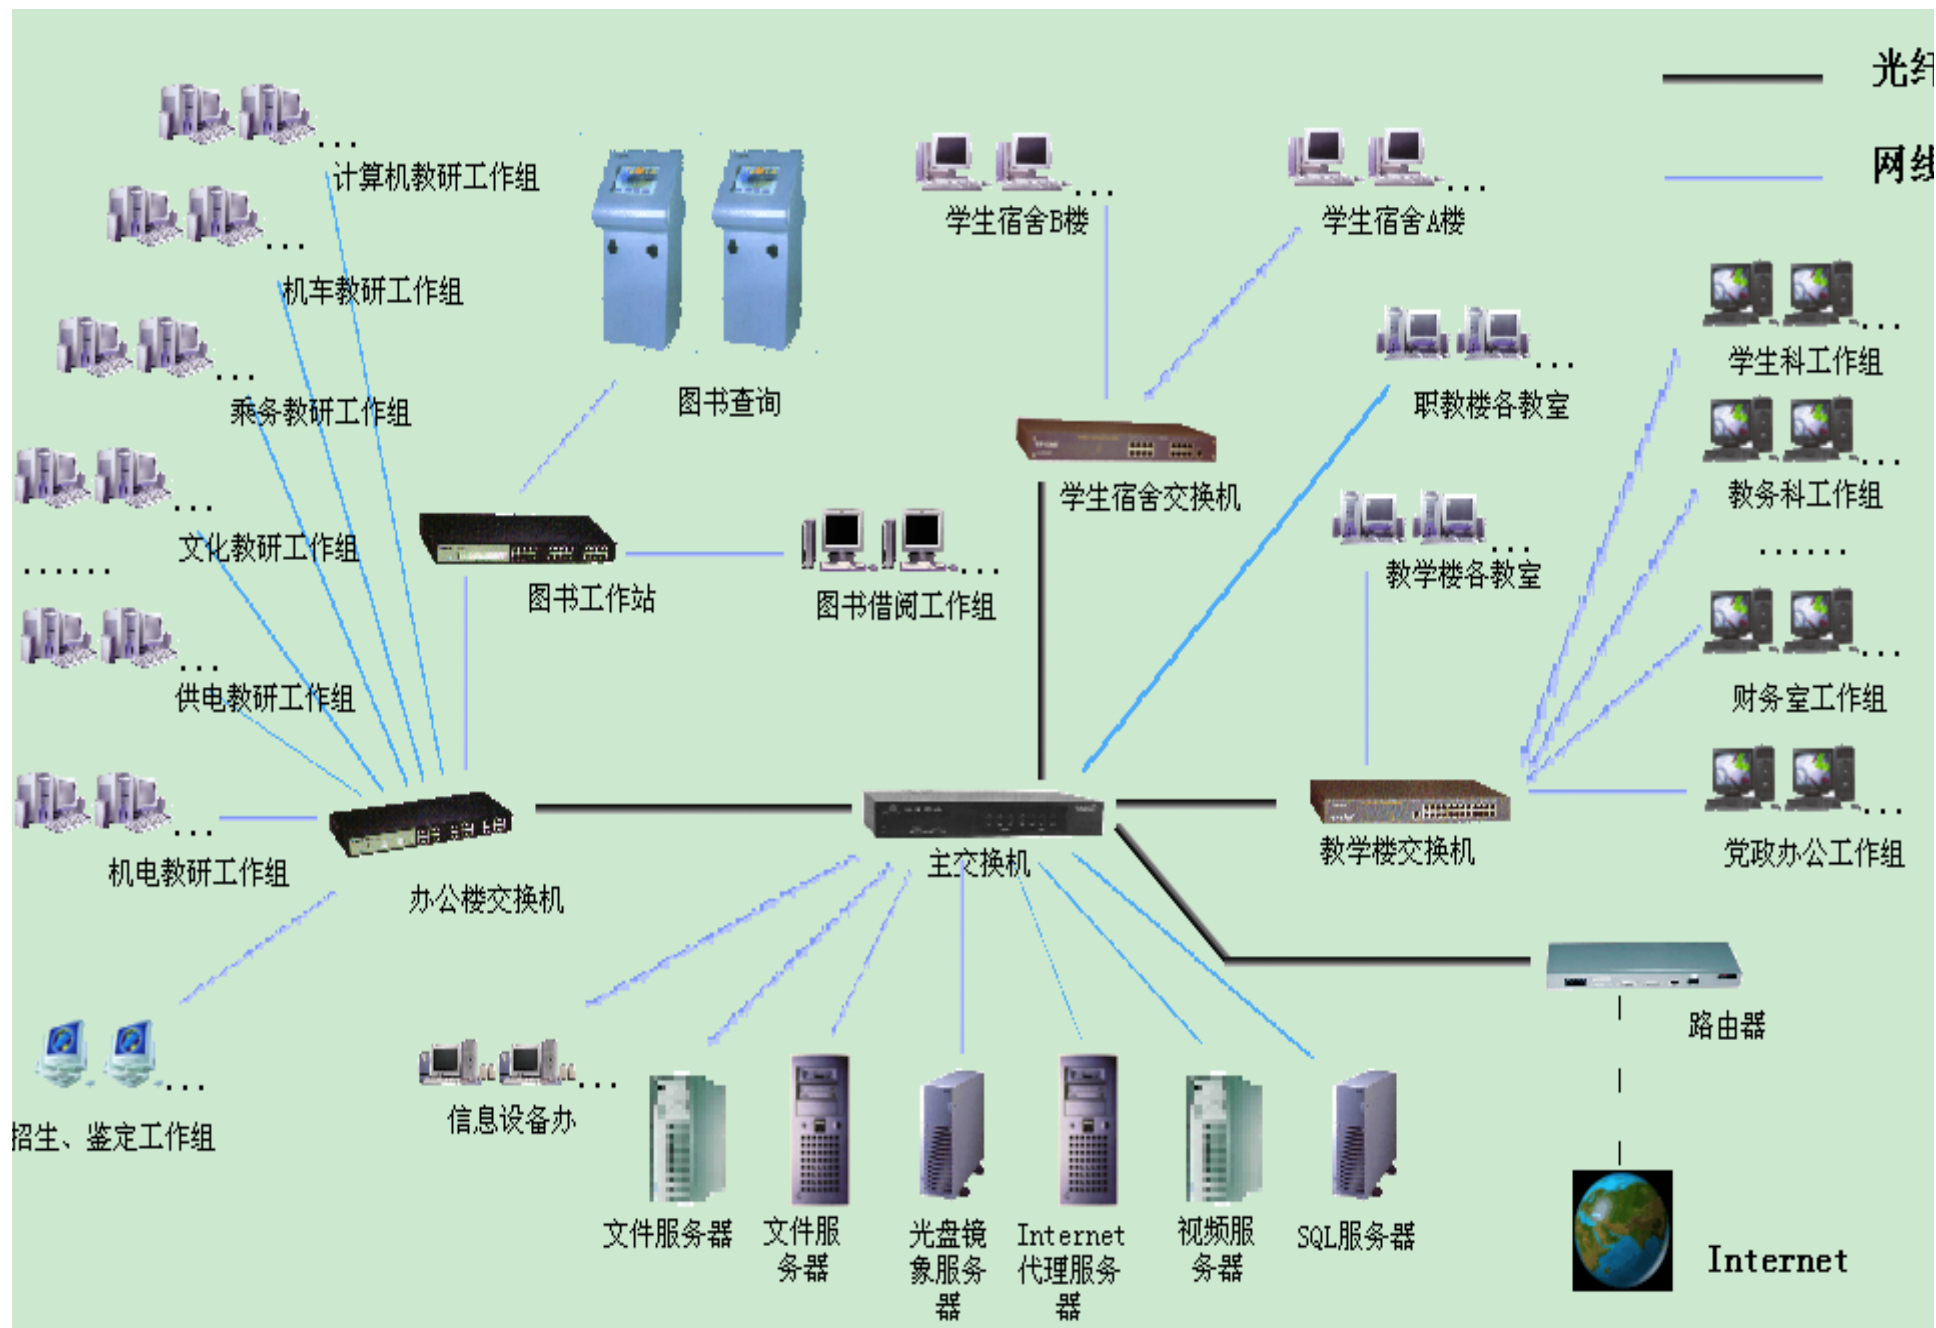 光纤
网线
计算机教研工作组
机车教研工作组
乘务教研工作组
文化教研工作组
......
供电教研工作组
机电教研工作组
招生、鉴定工作组
图书查询
图书工作站
图书借阅工作组
办公楼交换机
学生宿舍B楼
学生宿舍A楼
学生宿舍交换机
职教楼各教室
教学楼各教室
学生科工作组
教务科工作组
......
财务室工作组
党政办公工作组
教学楼交换机
主交换机
路由器
信息设备办
文件服务器
文件服
务器
光盘镜
象服务
器
Internet
代理服务
器
视频服
务器
SQL服务器
Internet